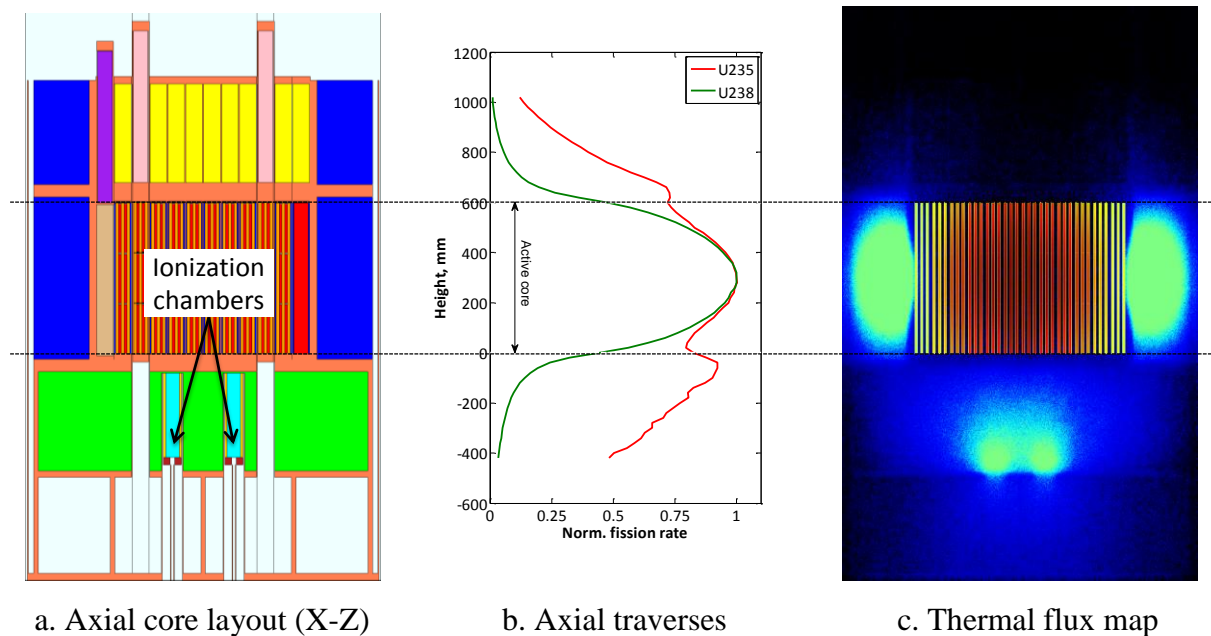 Ionization
chambers
1200
1000
800
600
400
200
0
-200
-400
-600
Height, mm
Active core
U235
U238
0 0.25 0.5 0.75 1
Norm. fission rate
a. Axial core layout (X-Z)
b. Axial traverses
c. Thermal flux map